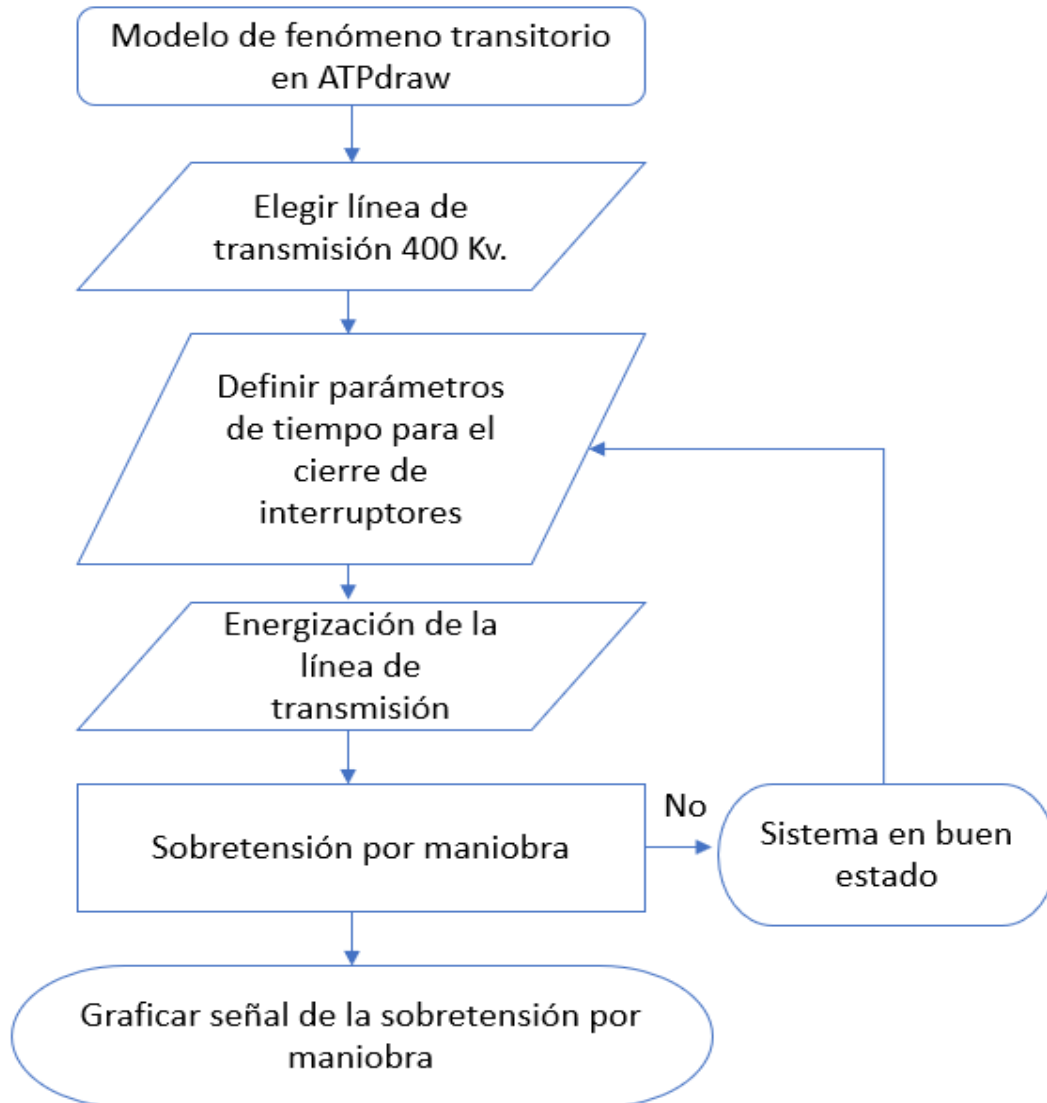 Modelo de fenómeno transitorio
en ATPdraw
Elegir línea de
transmisión 400 Kv.
Definir parámetros
de tiempo para el
cierre de
interruptores
Energización de la
línea de
transmisión
Sobretensión por maniobra
No
Sistema en buen
estado
Graficar señal de la sobretensión por
maniobra